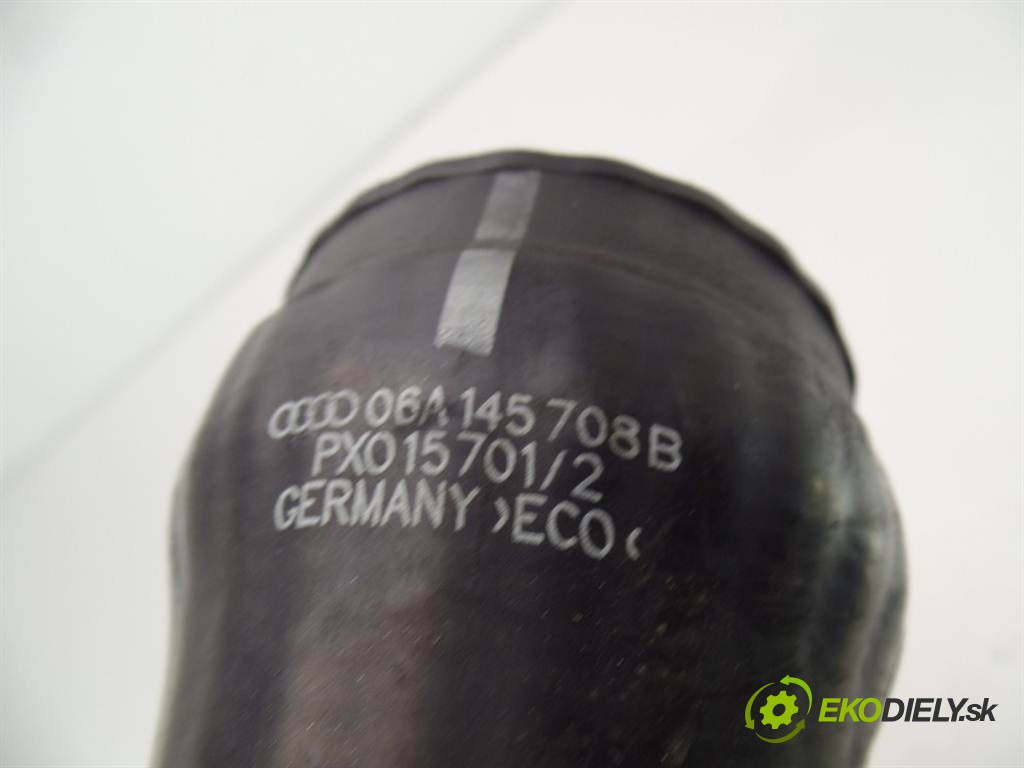 06A 145 708 B
PX015701/2
GERMANY >ECO<
EKODIELY.sk